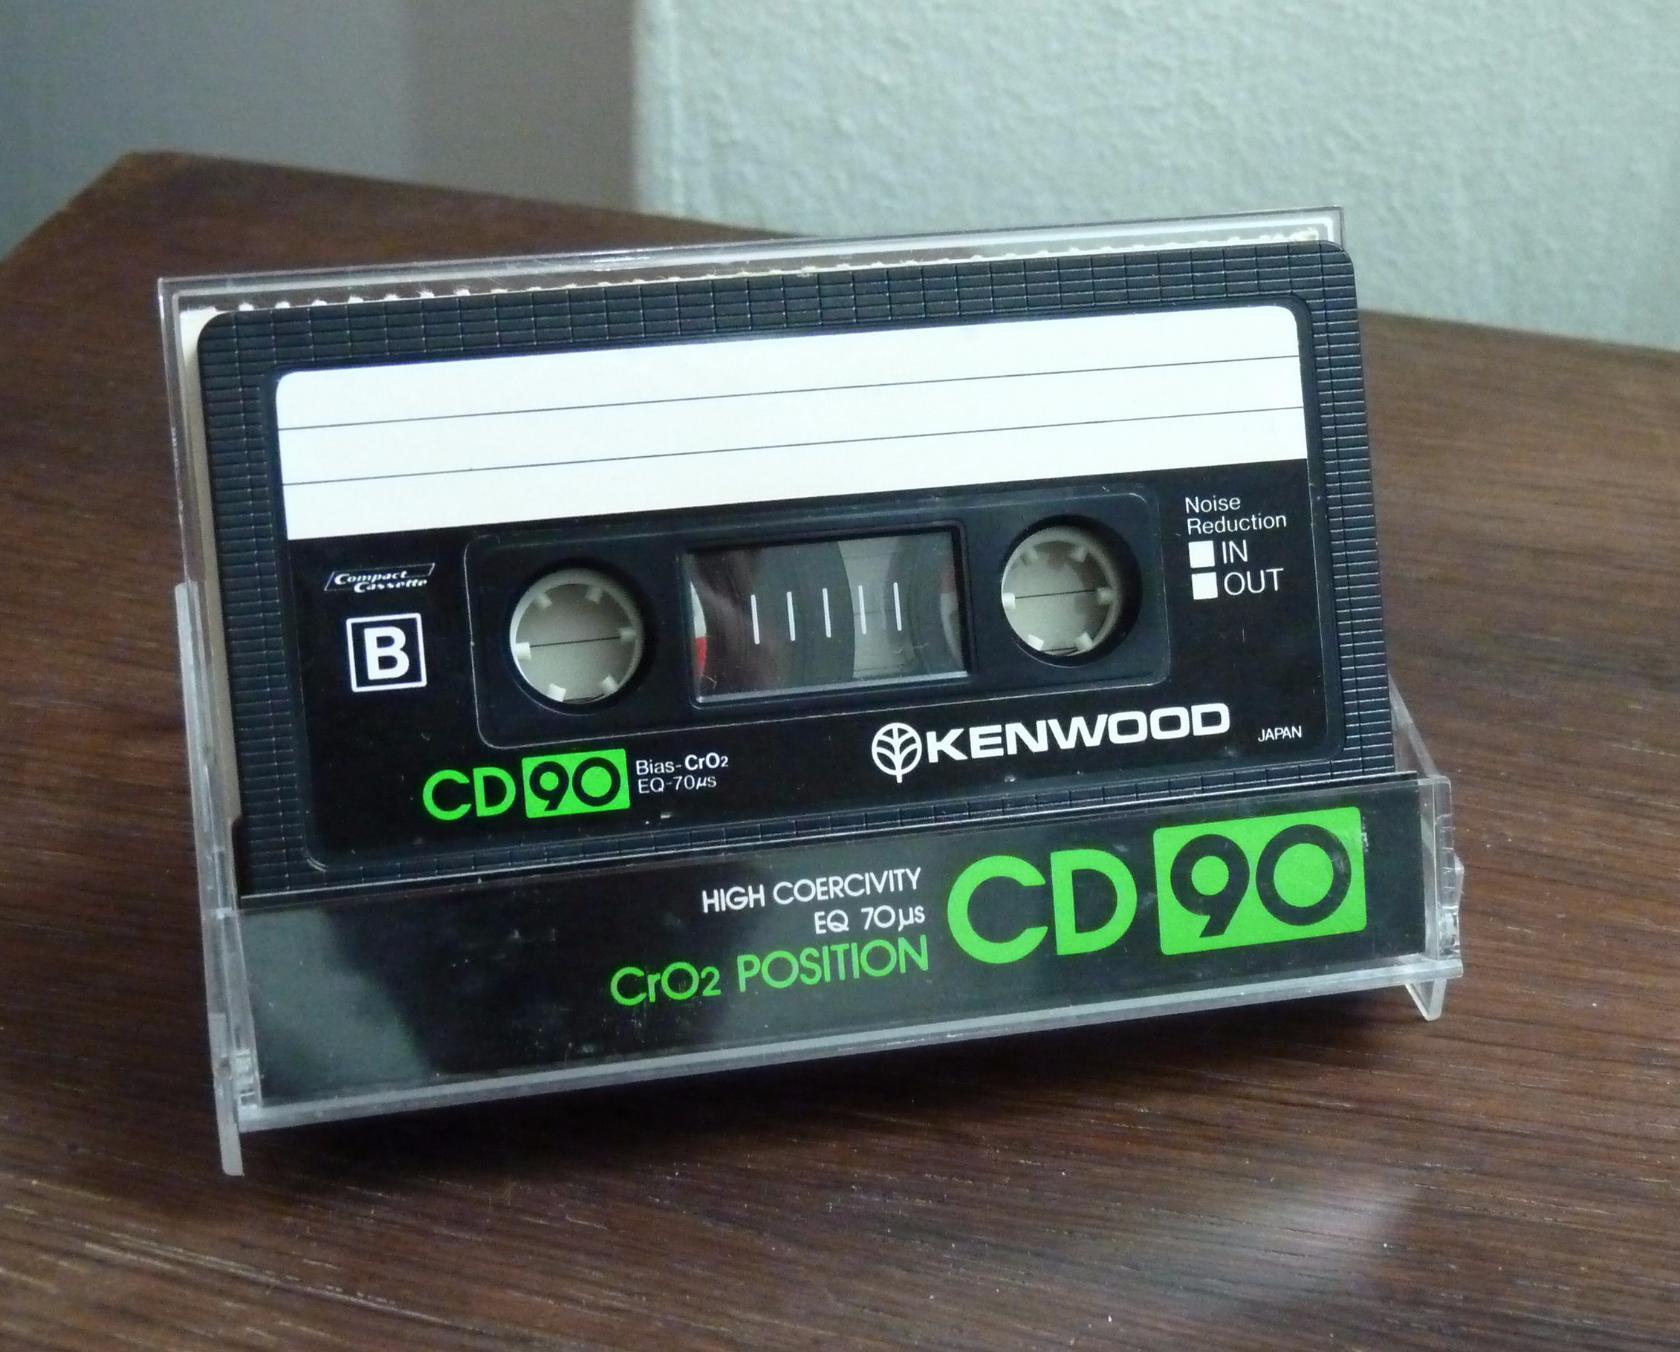 Noise
Reduction
IN
OUT
Compact
Cassette
B
CD 90
Bias-CrO2
EQ-70µs
KENWOOD
JAPAN
HIGH COERCIVITY
EQ 70µs
CrO2 POSITION
CD 90